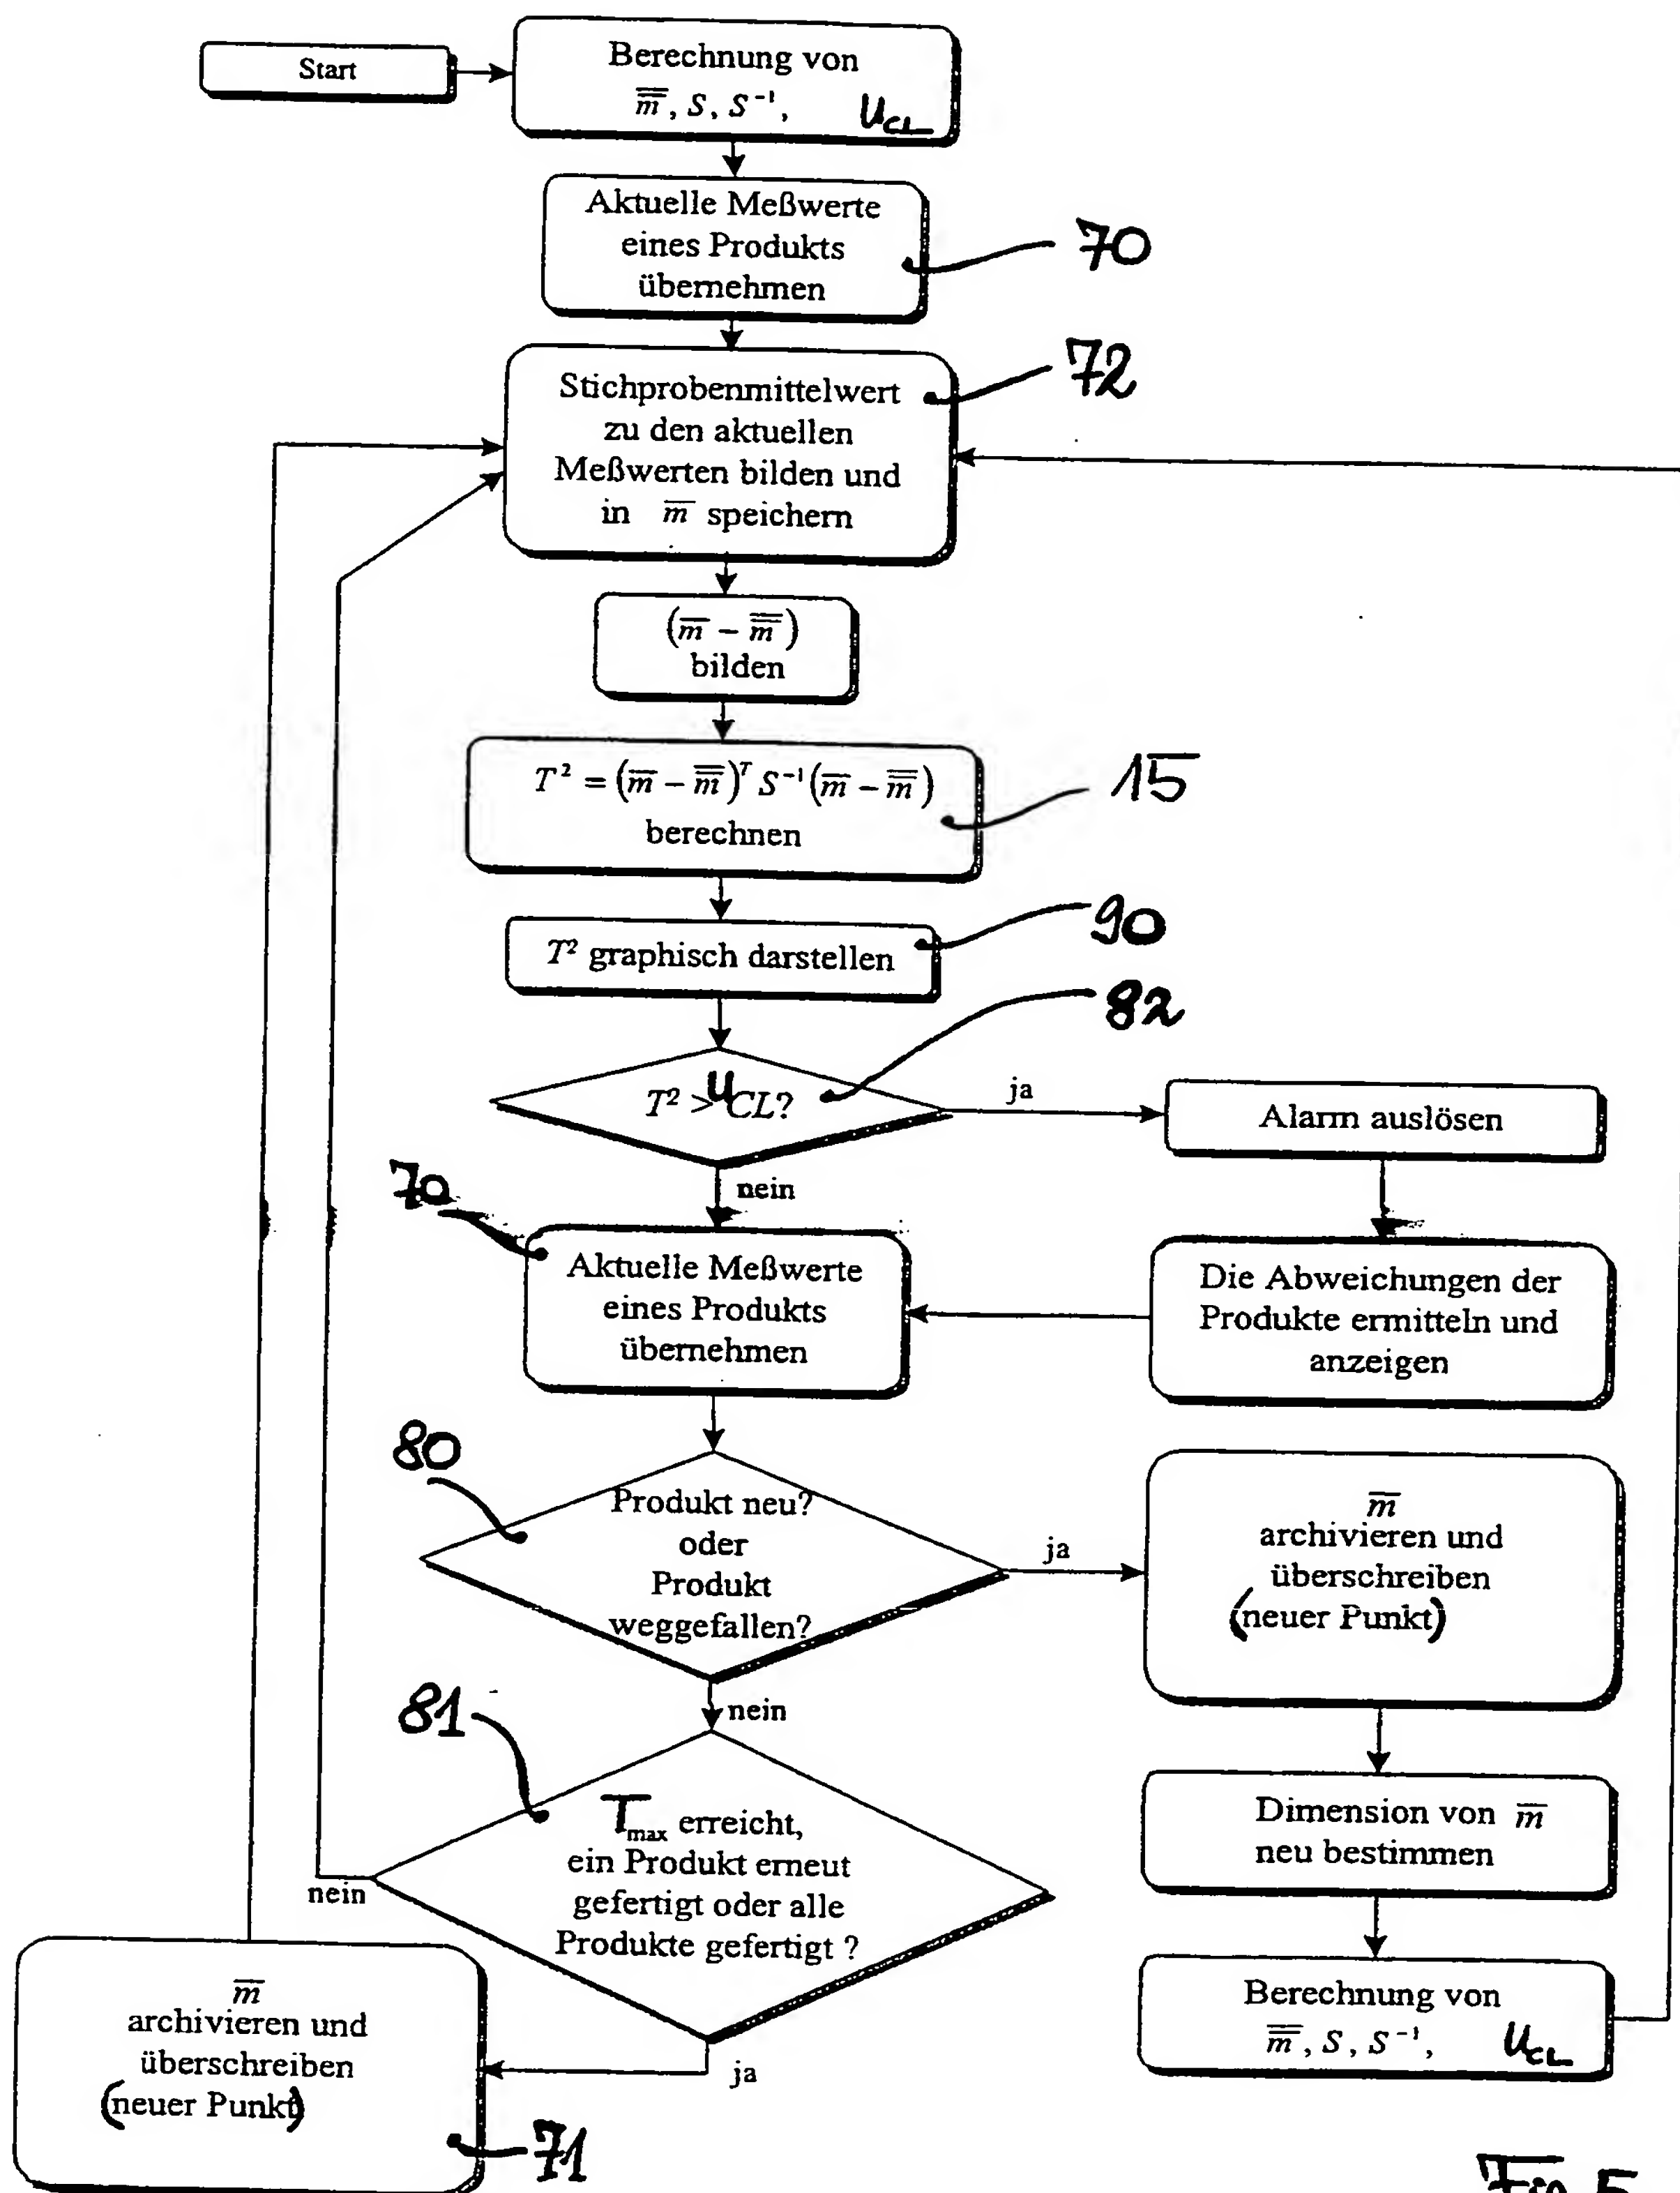 Start
Berechnung von
m̿, S, S⁻¹, U_CL
Aktuelle Meßwerte
eines Produkts
übernehmen
70
Stichprobenmittelwert
zu den aktuellen
Meßwerten bilden und
in m̅ speichern
72
(m̅ − m̿)
bilden
T² = (m̅ − m̿)ᵀ S⁻¹(m̅ − m̿)
berechnen
15
T² graphisch darstellen
90
82
T² > UCL?
ja
Alarm auslösen
nein
70
Aktuelle Meßwerte
eines Produkts
übernehmen
Die Abweichungen der
Produkte ermitteln und
anzeigen
80
Produkt neu?
oder
Produkt
weggefallen?
ja
m̅
archivieren und
überschreiben
(neuer Punkt)
nein
81
T_max erreicht,
ein Produkt erneut
gefertigt oder alle
Produkte gefertigt ?
nein
Dimension von m̅
neu bestimmen
ja
m̅
archivieren und
überschreiben
(neuer Punkt)
71
Berechnung von
m̿, S, S⁻¹, U_CL
Fig 5